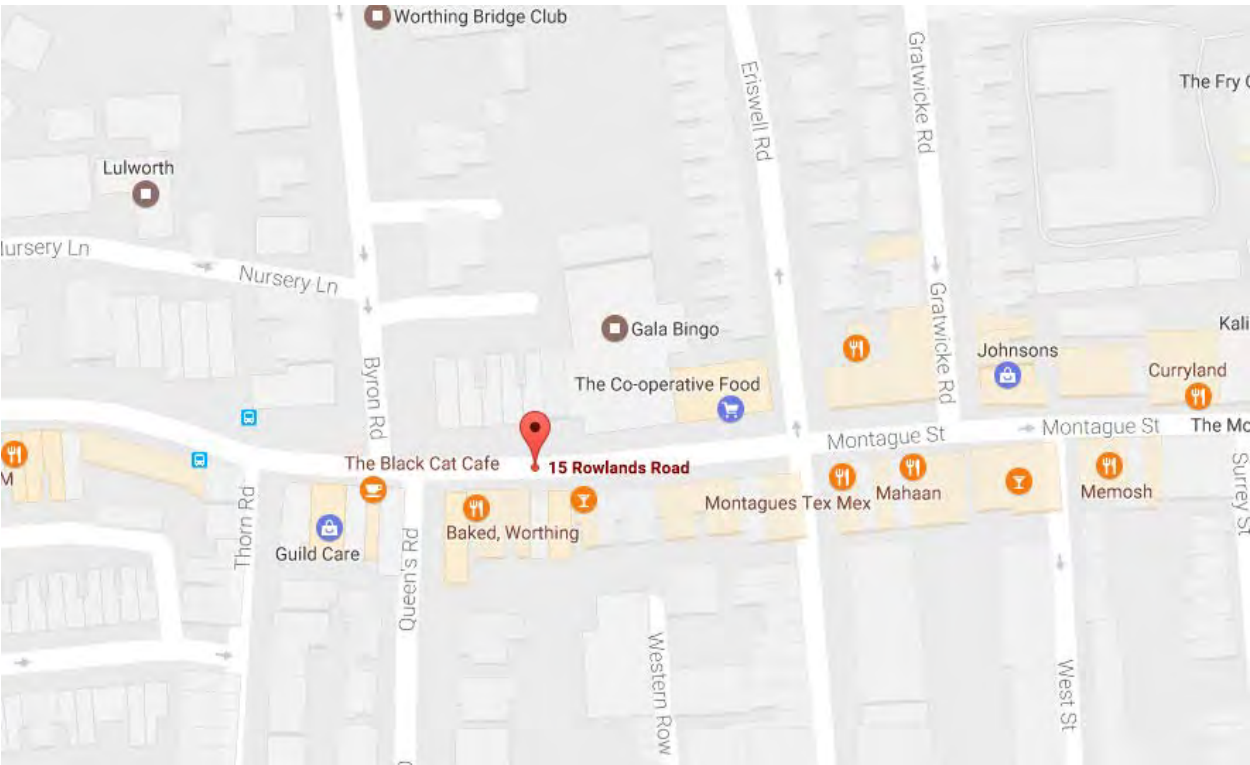 Worthing Bridge Club
Eriswell Rd
Gratwicke Rd
The Fry
Lulworth
Nursery Ln
Gala Bingo
Gratwicke Rd
Kali
Johnsons
Curryland
Byron Rd
The Co-operative Food
Montague St
Montague St
The Mo
The Black Cat Cafe
15 Rowlands Road
M
Thorn Rd
Guild Care
Queen's Rd
Baked, Worthing
Montagues Tex Mex
Mahaan
Memosh
Surrey St
Western Row
West St